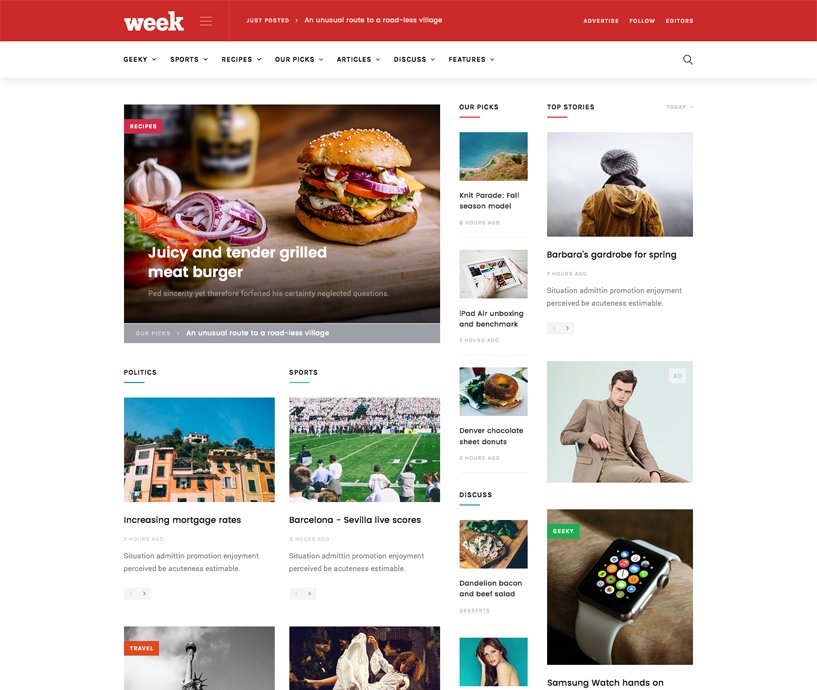 week
JUST POSTED > An unusual route to a road-less village
ADVERTISE FOLLOW EDITORS
GEEKY SPORTS RECIPES OUR PICKS ARTICLES DISCUSS FEATURES
RECIPES
Juicy and tender grilled
meat burger
Ped sincerity yet therefore forfeited his certainty neglected questions.
OUR PICKS > An unusual route to a road-less village
POLITICS
Increasing mortgage rates
7 HOURS AGO
Situation admittin promotion enjoyment
perceived be acuteness estimable.
SPORTS
Barcelona - Sevilla live scores
9 HOURS AGO
Situation admittin promotion enjoyment
perceived be acuteness estimable.
TRAVEL
OUR PICKS
Knit Parade: Fall
season model
6 HOURS AGO
iPad Air unboxing
and benchmark
7 HOURS AGO
Denver chocolate
sheet donuts
2 HOURS AGO
DISCUSS
Dandelion bacon
and beef salad
DESSERTS
TOP STORIES
TODAY
Barbara's gardrobe for spring
7 HOURS AGO
Situation admittin promotion enjoyment
perceived be acuteness estimable.
AD
GEEKY
Samsung Watch hands on